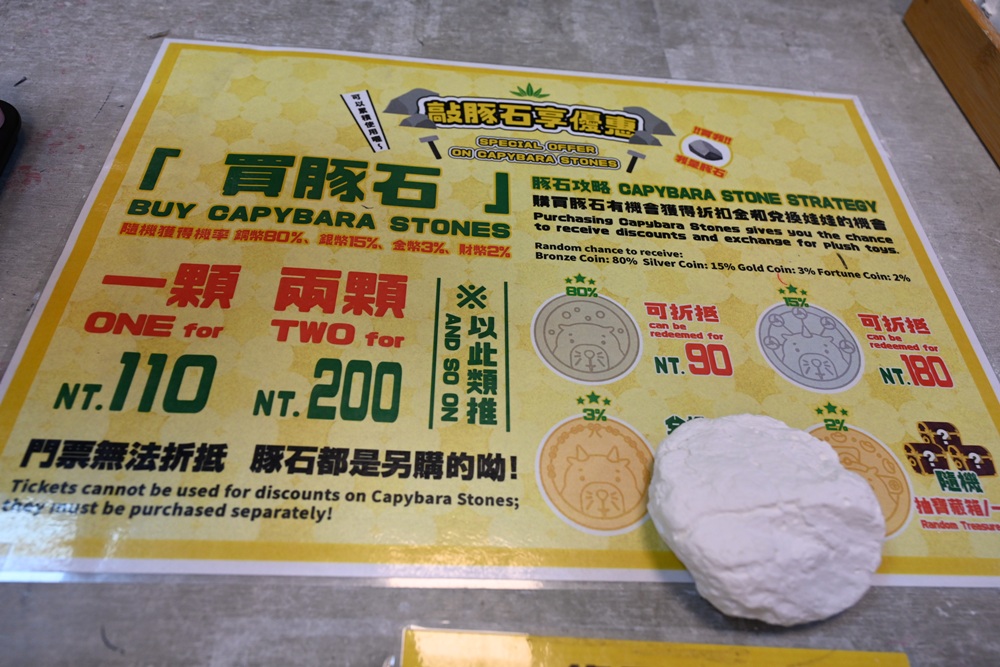 可以累積使用喔~
敲豚石享優惠
SPECIAL OFFER
ON CAPYBARA STONES
「買豚石」
BUY CAPYBARA STONES
隨機獲得機率 銅幣80%、銀幣15%、金幣3%、財幣2%
一顆
ONE for
NT.110
兩顆
TWO for
NT.200
※以此類推
AND SO ON
門票無法折抵 豚石都是另購的呦!
Tickets cannot be used for discounts on Capybara Stones;
they must be purchased separately!
豚石攻略 CAPYBARA STONE STRATEGY
購買豚石有機會獲得折扣金和兌換娃娃的機會
Purchasing Capybara Stones gives you the chance
to receive discounts and exchange for plush toys.
Random chance to receive:
Bronze Coin: 80% Silver Coin: 15% Gold Coin: 3% Fortune Coin: 2%
80%
可折抵
can be
redeemed for
NT.90
15%
可折抵
can be
redeemed for
NT.180
3%
2%
? ? ?
隨機
抽寶藏箱/一
Random Treasure